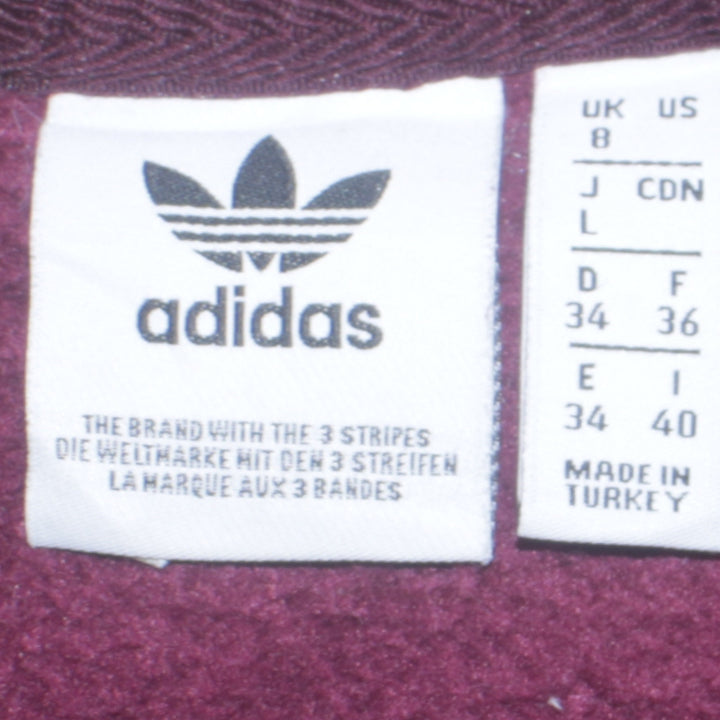 adidas
THE BRAND WITH THE 3 STRIPES
DIE WELTMARKE MIT DEN 3 STREIFEN
LA MARQUE AUX 3 BANDES
UK US
8
J CDN
L
D F
34 36
E I
34 40
MADE IN
TURKEY